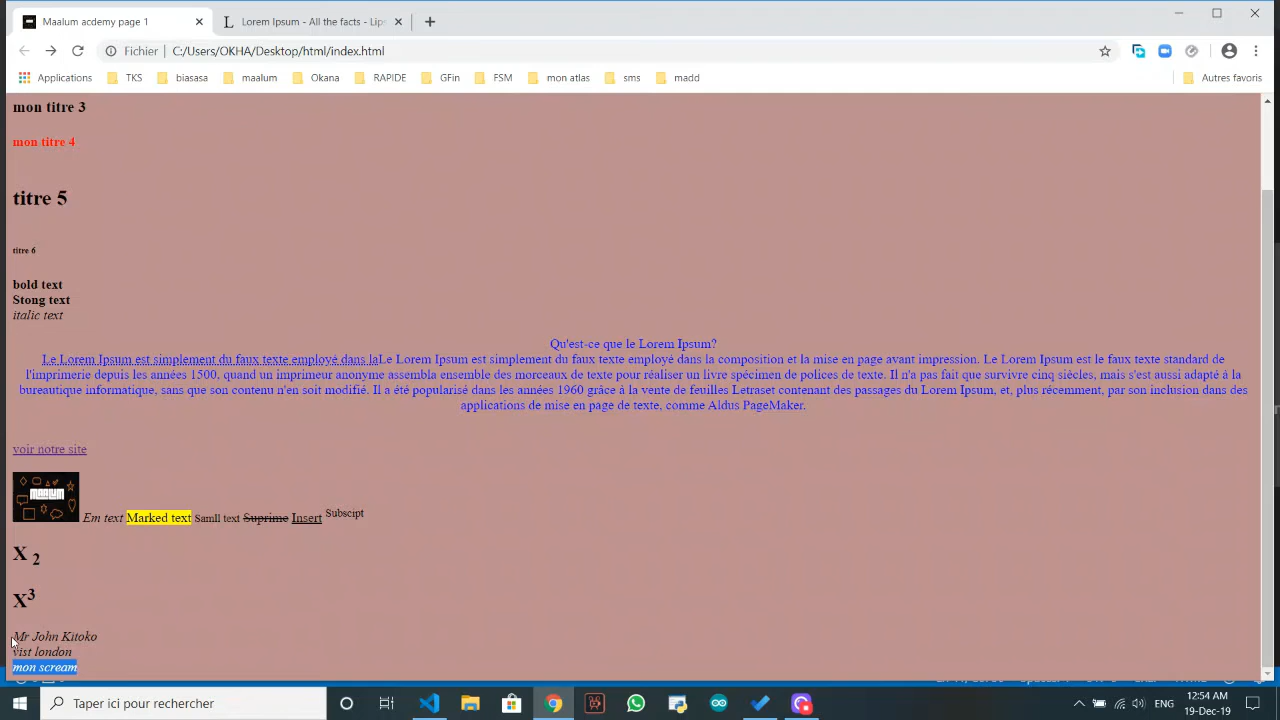 Maalum acdemy page 1
Lorem Ipsum - All the facts - Lips
Fichier
C:/Users/OKHA/Desktop/html/index.html
Applications TKS biasasa maalum Okana RAPIDE GFin FSM mon atlas sms madd Autres favoris
mon titre 3
mon titre 4
titre 5
titre 6
bold text
Stong text
italic text
Qu'est-ce que le Lorem Ipsum?
Le Lorem Ipsum est simplement du faux texte employé dans laLe Lorem Ipsum est simplement du faux texte employé dans la composition et la mise en page avant impression. Le Lorem Ipsum est le faux texte standard de
l'imprimerie depuis les années 1500, quand un imprimeur anonyme assembla ensemble des morceaux de texte pour réaliser un livre spécimen de polices de texte. Il n'a pas fait que survivre cinq siècles, mais s'est aussi adapté à la
bureautique informatique, sans que son contenu n'en soit modifié. Il a été popularisé dans les années 1960 grâce à la vente de feuilles Letraset contenant des passages du Lorem Ipsum, et, plus récemment, par son inclusion dans des
applications de mise en page de texte, comme Aldus PageMaker.
voir notre site
Em text Marked text Samll text Suprime Insert Subscipt
X 2
X3
Mr John Kitoko
vist london
mon scream
Taper ici pour rechercher
ENG
12:54 AM
19-Dec-19